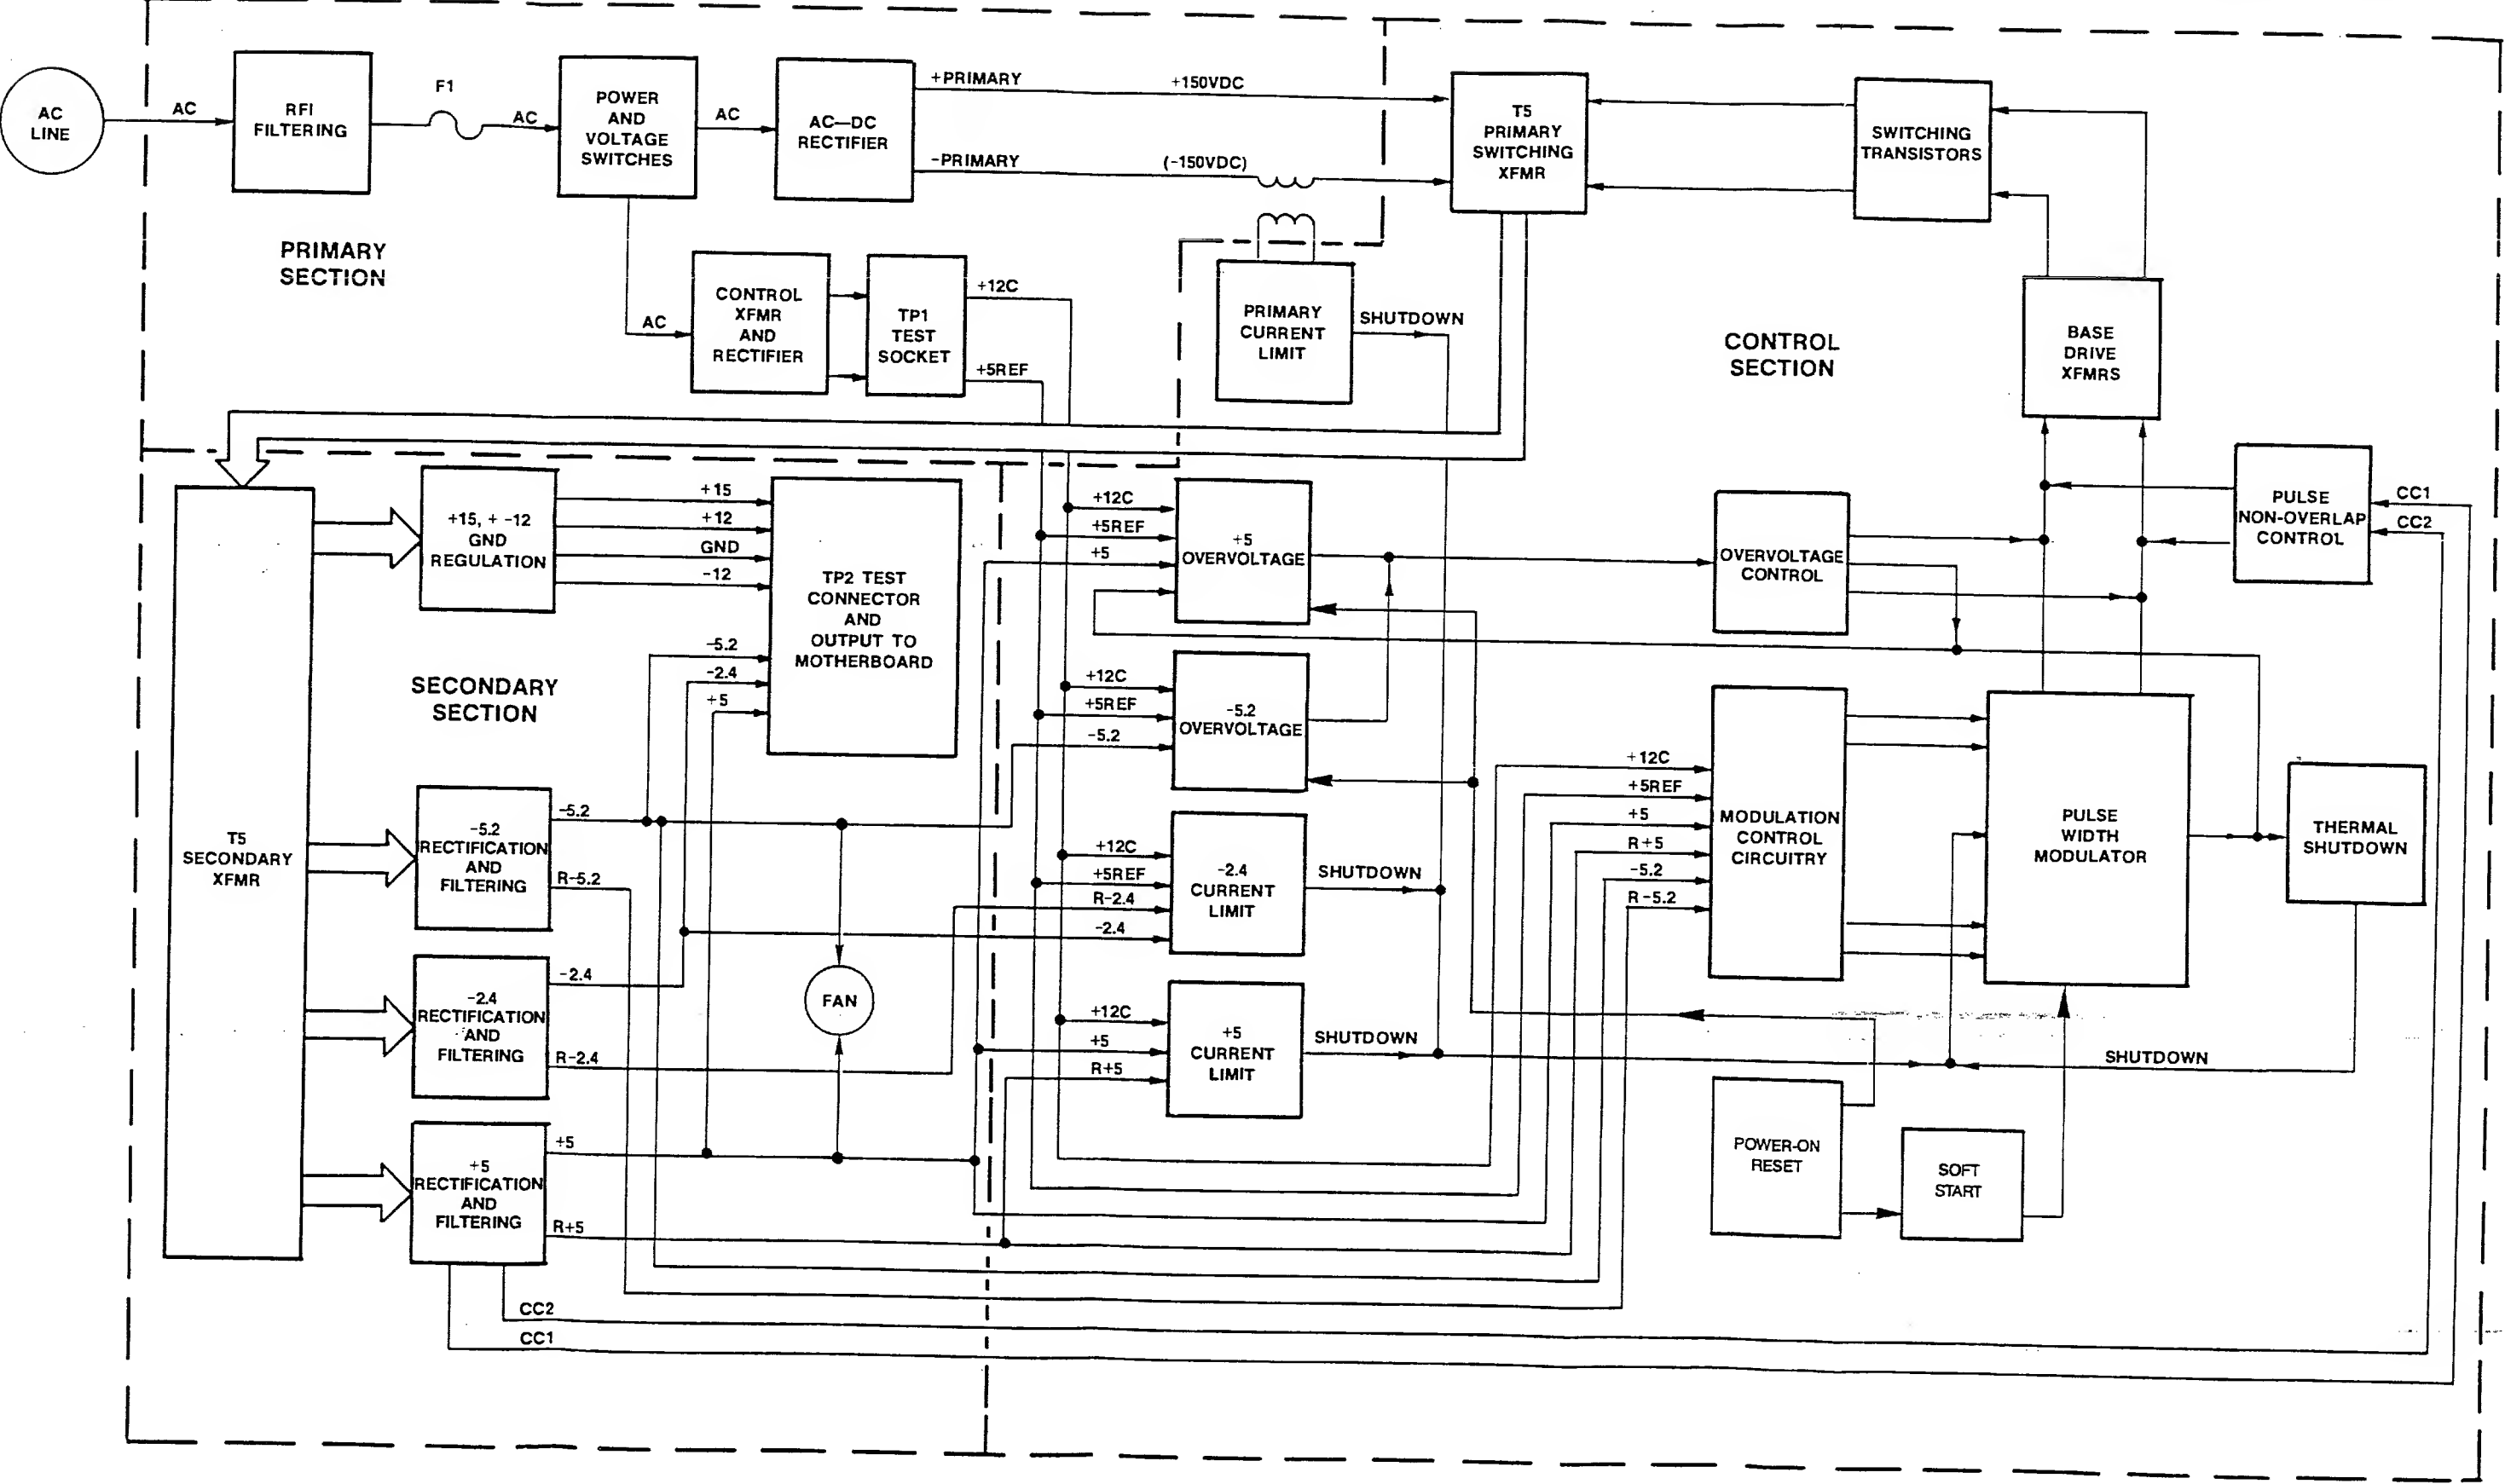 AC
LINE
AC
RFI
FILTERING
F1
AC
POWER
AND
VOLTAGE
SWITCHES
AC
AC—DC
RECTIFIER
+PRIMARY
+150VDC
-PRIMARY
(-150VDC)
T5
PRIMARY
SWITCHING
XFMR
SWITCHING
TRANSISTORS
PRIMARY
SECTION
AC
CONTROL
XFMR
AND
RECTIFIER
TP1
TEST
SOCKET
+12C
+5REF
PRIMARY
CURRENT
LIMIT
SHUTDOWN
CONTROL
SECTION
BASE
DRIVE
XFMRS
T5
SECONDARY
XFMR
+15, + -12
GND
REGULATION
+15
+12
GND
-12
-5.2
-2.4
+5
TP2 TEST
CONNECTOR
AND
OUTPUT TO
MOTHERBOARD
SECONDARY
SECTION
-5.2
RECTIFICATION
AND
FILTERING
-5.2
R-5.2
-2.4
RECTIFICATION
AND
FILTERING
-2.4
R-2.4
+5
RECTIFICATION
AND
FILTERING
+5
R+5
CC2
CC1
FAN
+12C
+5REF
+5
+5
OVERVOLTAGE
+12C
+5REF
-5.2
-5.2
OVERVOLTAGE
+12C
+5REF
R-2.4
-2.4
-2.4
CURRENT
LIMIT
SHUTDOWN
+12C
+5
R+5
+5
CURRENT
LIMIT
SHUTDOWN
OVERVOLTAGE
CONTROL
PULSE
NON-OVERLAP
CONTROL
CC1
CC2
+12C
+5REF
+5
R+5
-5.2
R-5.2
MODULATION
CONTROL
CIRCUITRY
PULSE
WIDTH
MODULATOR
THERMAL
SHUTDOWN
SHUTDOWN
POWER-ON
RESET
SOFT
START